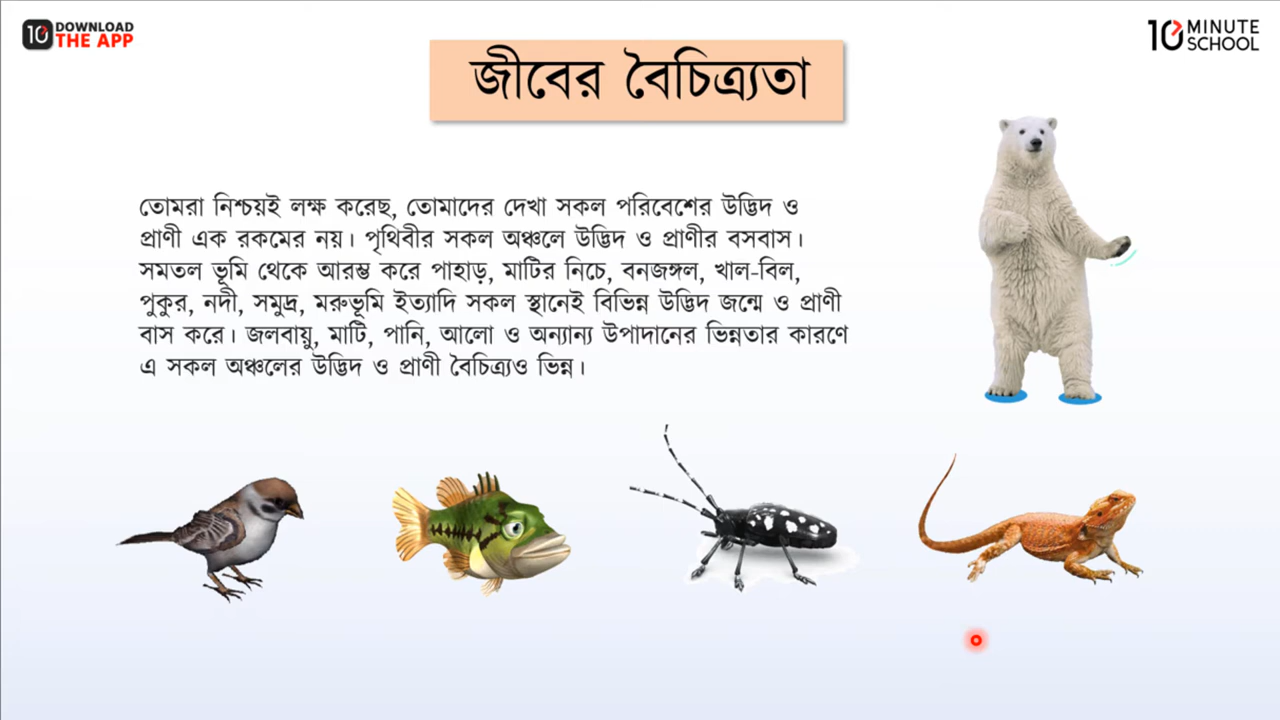 10 DOWNLOAD
THE APP
10 MINUTE
SCHOOL
জীবের বৈচিত্র্যতা
তোমরা নিশ্চয়ই লক্ষ করেছ, তোমাদের দেখা সকল পরিবেশের উদ্ভিদ ও
প্রাণী এক রকমের নয়। পৃথিবীর সকল অঞ্চলে উদ্ভিদ ও প্রাণীর বসবাস।
সমতল ভূমি থেকে আরম্ভ করে পাহাড়, মাটির নিচে, বনজঙ্গল, খাল-বিল,
পুকুর, নদী, সমুদ্র, মরুভূমি ইত্যাদি সকল স্থানেই বিভিন্ন উদ্ভিদ জন্মে ও প্রাণী
বাস করে। জলবায়ু, মাটি, পানি, আলো ও অন্যান্য উপাদানের ভিন্নতার কারণে
এ সকল অঞ্চলের উদ্ভিদ ও প্রাণী বৈচিত্র্যও ভিন্ন।